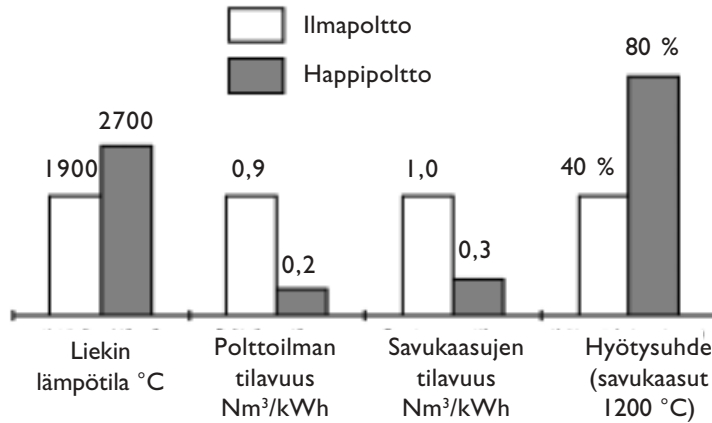 Ilmapoltto
Happipoltto
1900
2700
0,9
0,2
1,0
0,3
40 %
80 %
Liekin
lämpötila °C
Polttoilman
tilavuus
Nm³/kWh
Savukaasujen
tilavuus
Nm³/kWh
Hyötysuhde
(savukaasut
1200 °C)